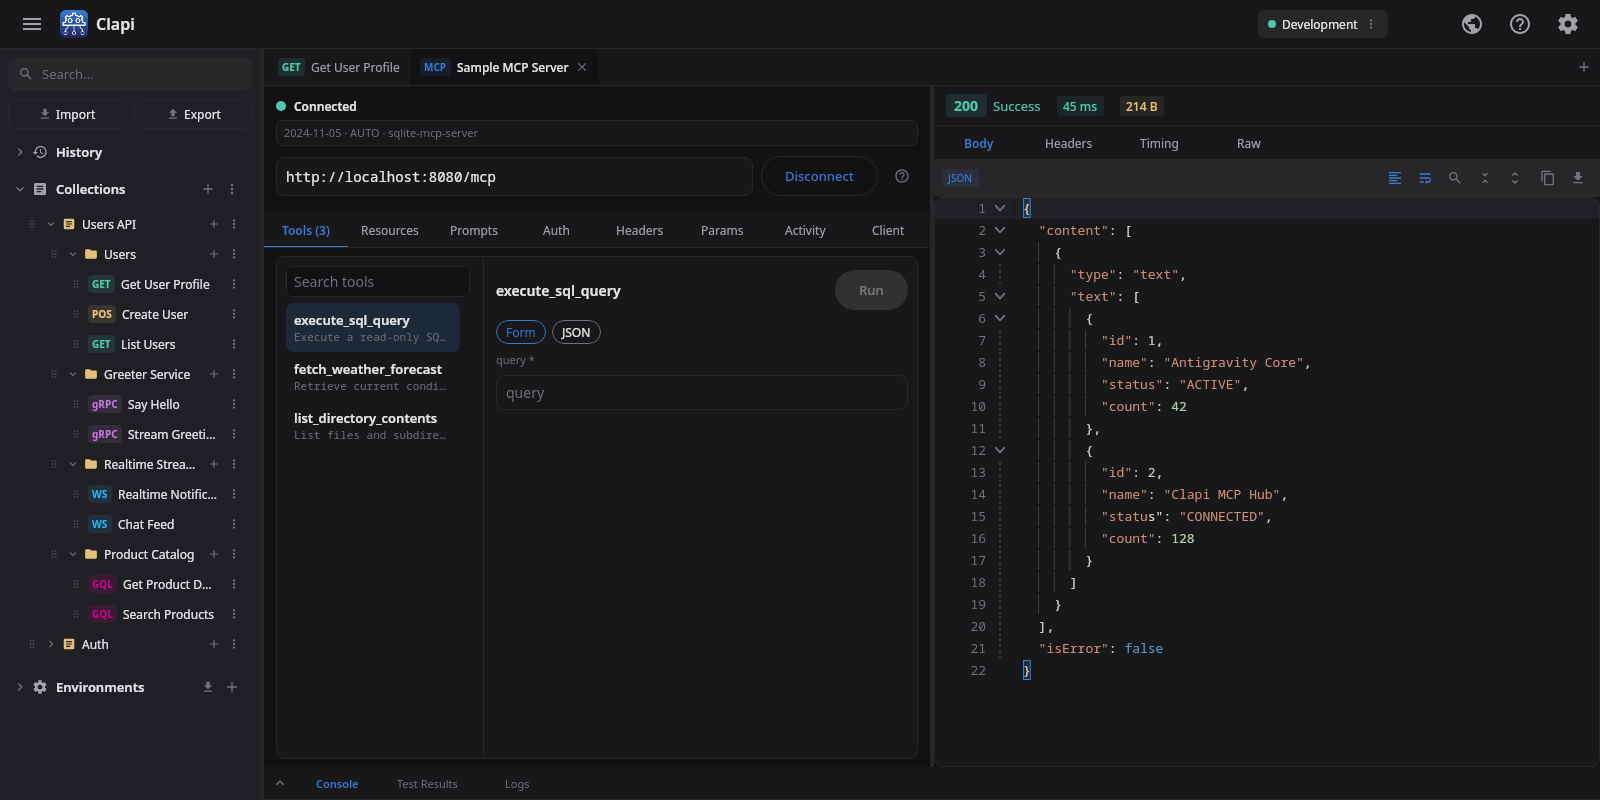 Clapi
Development
Search...
Import
Export
History
Collections
Users API
Users
GET Get User Profile
POS Create User
GET List Users
Greeter Service
gRPC Say Hello
gRPC Stream Greeti...
Realtime Strea...
WS Realtime Notific...
WS Chat Feed
Product Catalog
GQL Get Product D...
GQL Search Products
Auth
Environments
GET Get User Profile
MCP Sample MCP Server
Connected
2024-11-05 · AUTO · sqlite-mcp-server
http://localhost:8080/mcp
Disconnect
Tools (3) Resources Prompts Auth Headers Params Activity Client
Search tools
execute_sql_query
Execute a read-only SQ…
fetch_weather_forecast
Retrieve current condi…
list_directory_contents
List files and subdire…
execute_sql_query
Run
Form JSON
query *
query
200 Success 45 ms 214 B
Body Headers Timing Raw
JSON
1 {
2 "content": [
3 {
4 "type": "text",
5 "text": [
6 {
7 "id": 1,
8 "name": "Antigravity Core",
9 "status": "ACTIVE",
10 "count": 42
11 },
12 {
13 "id": 2,
14 "name": "Clapi MCP Hub",
15 "status": "CONNECTED",
16 "count": 128
17 }
18 ]
19 }
20 ],
21 "isError": false
22 }
Console Test Results Logs